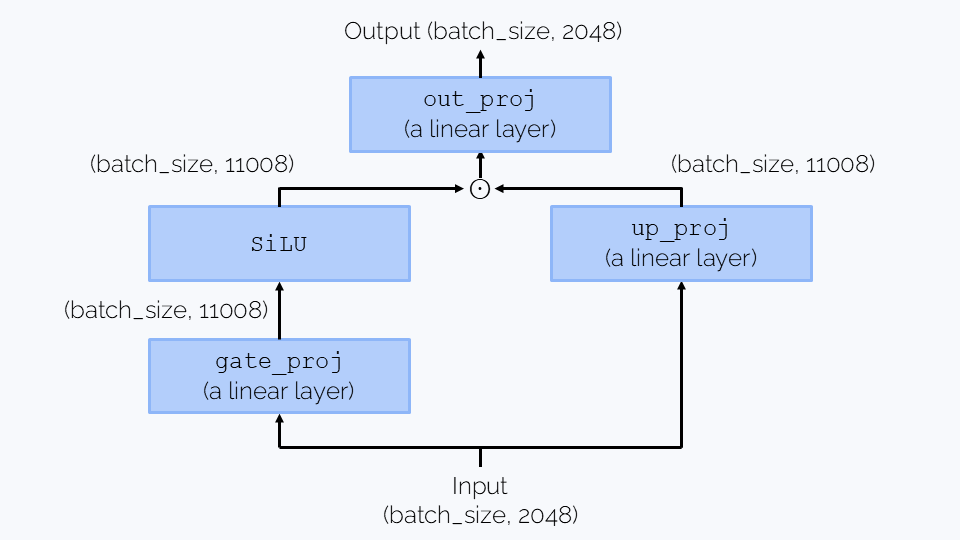 Output (batch_size, 2048)
out_proj
(a linear layer)
(batch_size, 11008)
(batch_size, 11008)
SiLU
up_proj
(a linear layer)
(batch_size, 11008)
gate_proj
(a linear layer)
Input
(batch_size, 2048)